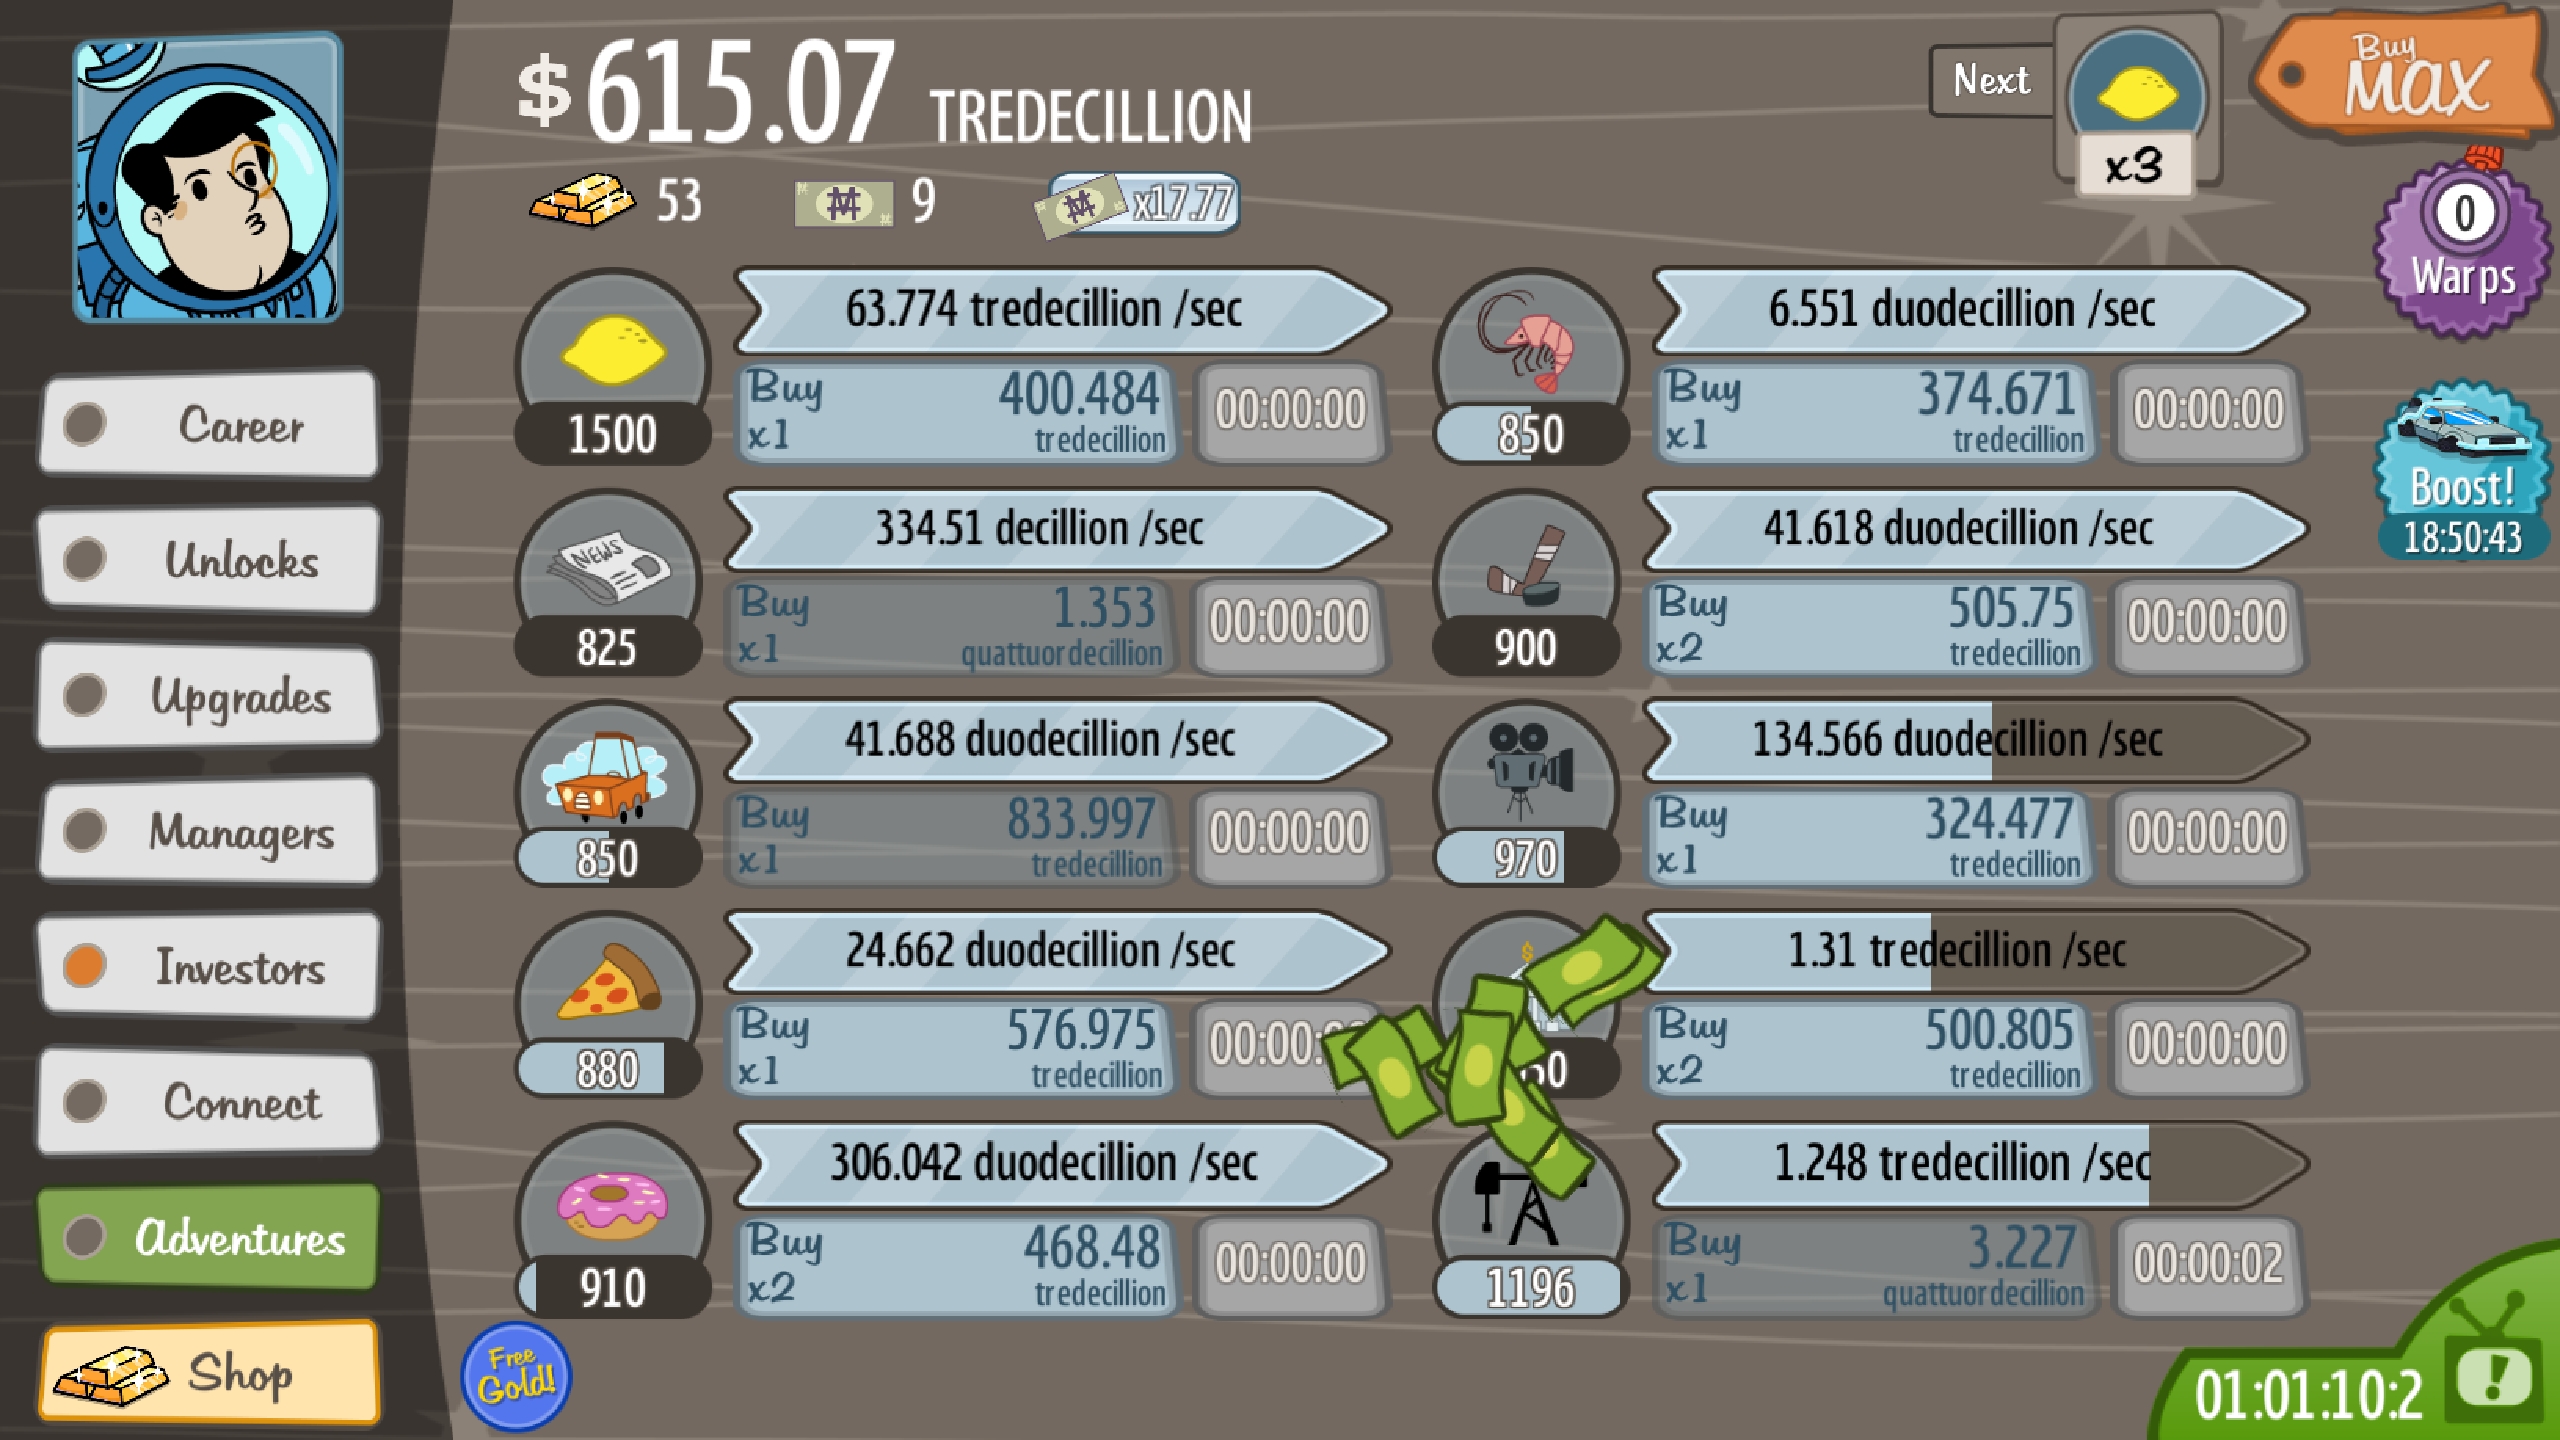 $615.07 TREDECILLION
53
9
x17.77
Next
x3
Buy
MAX
0
Warps
Boost!
18:50:43
Career
Unlocks
Upgrades
Managers
Investors
Connect
Adventures
Shop
63.774 tredecillion /sec
1500
Buy
x1
400.484
tredecillion
00:00:00
NEWS
334.51 decillion /sec
825
Buy
x1
1.353
quattuordecillion
00:00:00
41.688 duodecillion /sec
850
Buy
x1
833.997
tredecillion
00:00:00
24.662 duodecillion /sec
880
Buy
x1
576.975
tredecillion
00:00:
306.042 duodecillion /sec
910
Buy
x2
468.48
tredecillion
00:00:00
6.551 duodecillion /sec
850
Buy
x1
374.671
tredecillion
00:00:00
41.618 duodecillion /sec
900
Buy
x2
505.75
tredecillion
00:00:00
134.566 duodecillion /sec
970
Buy
x1
324.477
tredecillion
00:00:00
1.31 tredecillion /sec
Buy
x2
500.805
tredecillion
00:00:00
1.248 tredecillion /sec
1196
Buy
x1
3.227
quattuordecillion
00:00:02
Free
Gold!
01:01:10:2